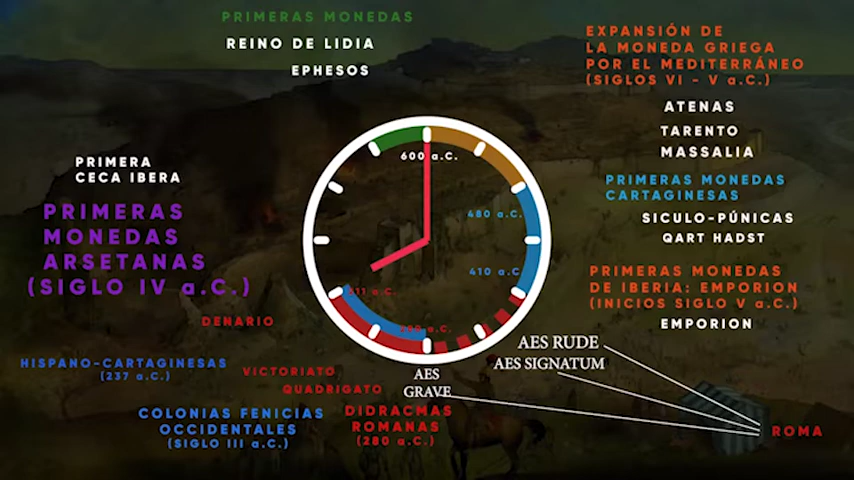 PRIMERAS MONEDAS
REINO DE LIDIA
EPHESOS
EXPANSIÓN DE
LA MONEDA GRIEGA
POR EL MEDITERRÁNEO
(SIGLOS VI - V a.C.)
ATENAS
TARENTO
MASSALIA
PRIMERAS MONEDAS
CARTAGINESAS
SICULO-PÚNICAS
QART HADST
PRIMERAS MONEDAS
DE IBERIA: EMPORION
(INICIOS SIGLO V a.C.)
EMPORION
600 a.C.
480 a.C.
410 a.C.
a.C.
a.C.
PRIMERA
CECA IBERA
PRIMERAS
MONEDAS
ARSETANAS
(SIGLO IV a.C.)
DENARIO
HISPANO-CARTAGINESAS
(237 a.C.)
VICTORIATO
QUADRIGATO
COLONIAS FENICIAS
OCCIDENTALES
(SIGLO III a.C.)
DIDRACMAS
ROMANAS
(280 a.C.)
AES
GRAVE
AES RUDE
AES SIGNATUM
ROMA